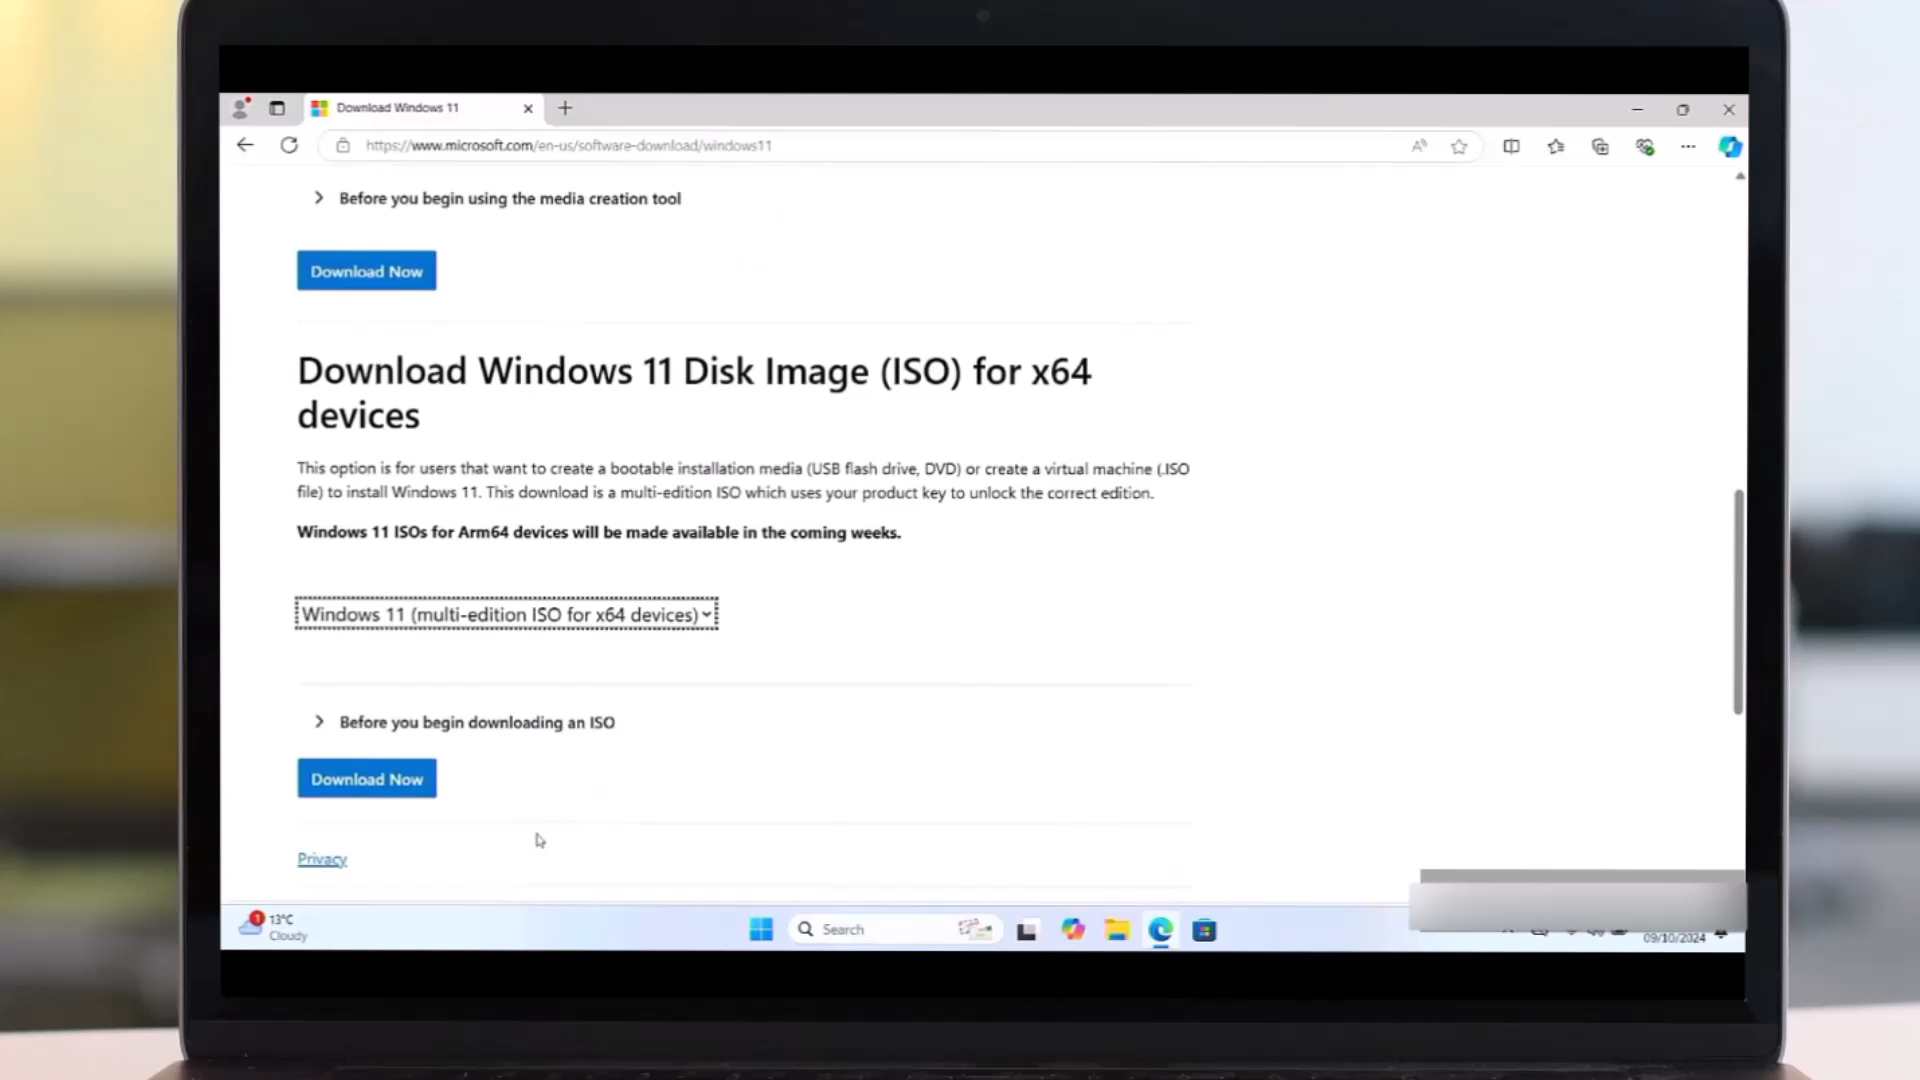 Download Windows 11
https://www.microsoft.com/en-us/software-download/windows11
Before you begin using the media creation tool
Download Now
Download Windows 11 Disk Image (ISO) for x64
devices
This option is for users that want to create a bootable installation media (USB flash drive, DVD) or create a virtual machine (.ISO
file) to install Windows 11. This download is a multi-edition ISO which uses your product key to unlock the correct edition.
Windows 11 ISOs for Arm64 devices will be made available in the coming weeks.
Windows 11 (multi-edition ISO for x64 devices)
Before you begin downloading an ISO
Download Now
Privacy
1
13°C
Cloudy
Search
09/10/2024